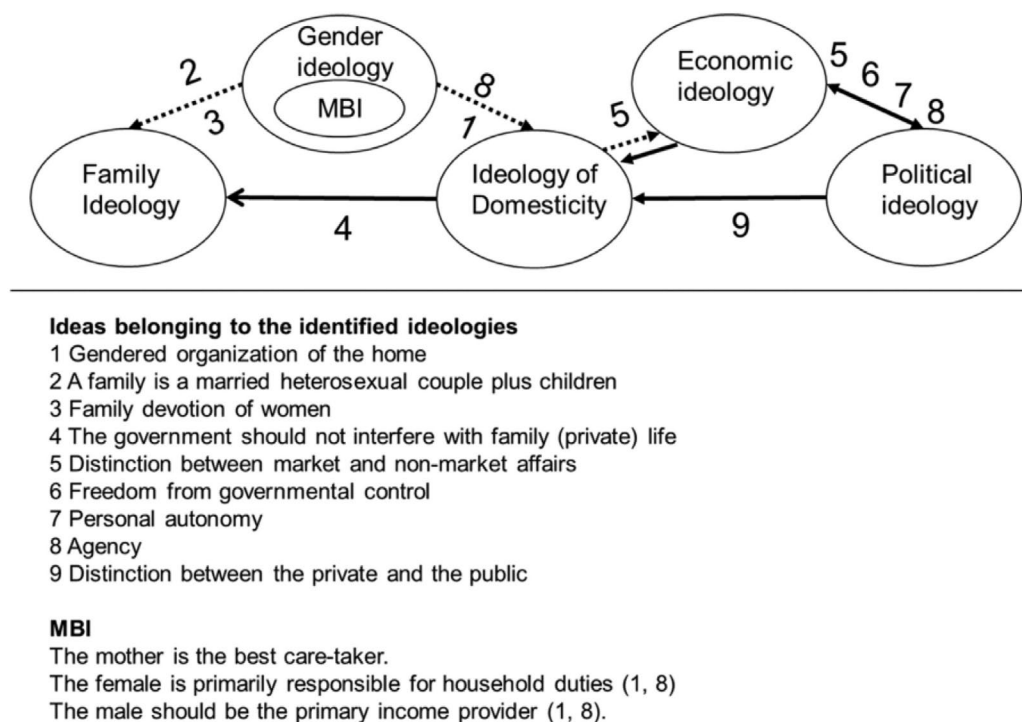 Gender
ideology
MBI
Economic
ideology
5
6
7
8
2
3
8
1
5
Family
Ideology
Ideology of
Domesticity
Political
ideology
4
9
Ideas belonging to the identified ideologies
1 Gendered organization of the home
2 A family is a married heterosexual couple plus children
3 Family devotion of women
4 The government should not interfere with family (private) life
5 Distinction between market and non-market affairs
6 Freedom from governmental control
7 Personal autonomy
8 Agency
9 Distinction between the private and the public
MBI
The mother is the best care-taker.
The female is primarily responsible for household duties (1, 8)
The male should be the primary income provider (1, 8).